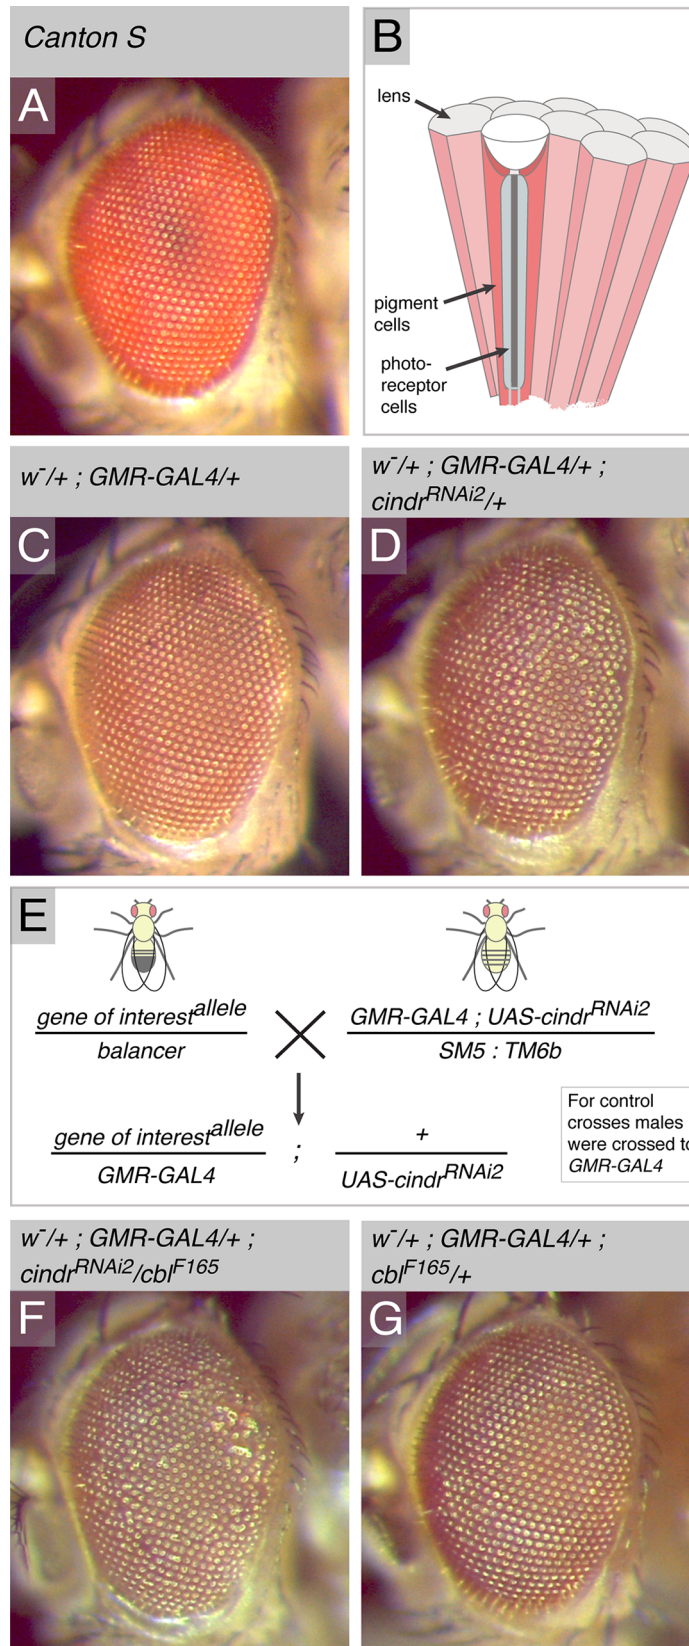 Canton S
A
B
lens
pigment
cells
photo-
receptor
cells
w-/+ ; GMR-GAL4/+
C
w-/+ ; GMR-GAL4/+ ;
cindrRNAi2/+
D
E
gene of interestallele
balancer
GMR-GAL4 ; UAS-cindrRNAi2
SM5 : TM6b
gene of interestallele
GMR-GAL4
;
+
UAS-cindrRNAi2
For control
crosses males
were crossed to
GMR-GAL4
w-/+ ; GMR-GAL4/+ ;
cindrRNAi2/cblF165
F
w-/+ ; GMR-GAL4/+ ;
cblF165/+
G